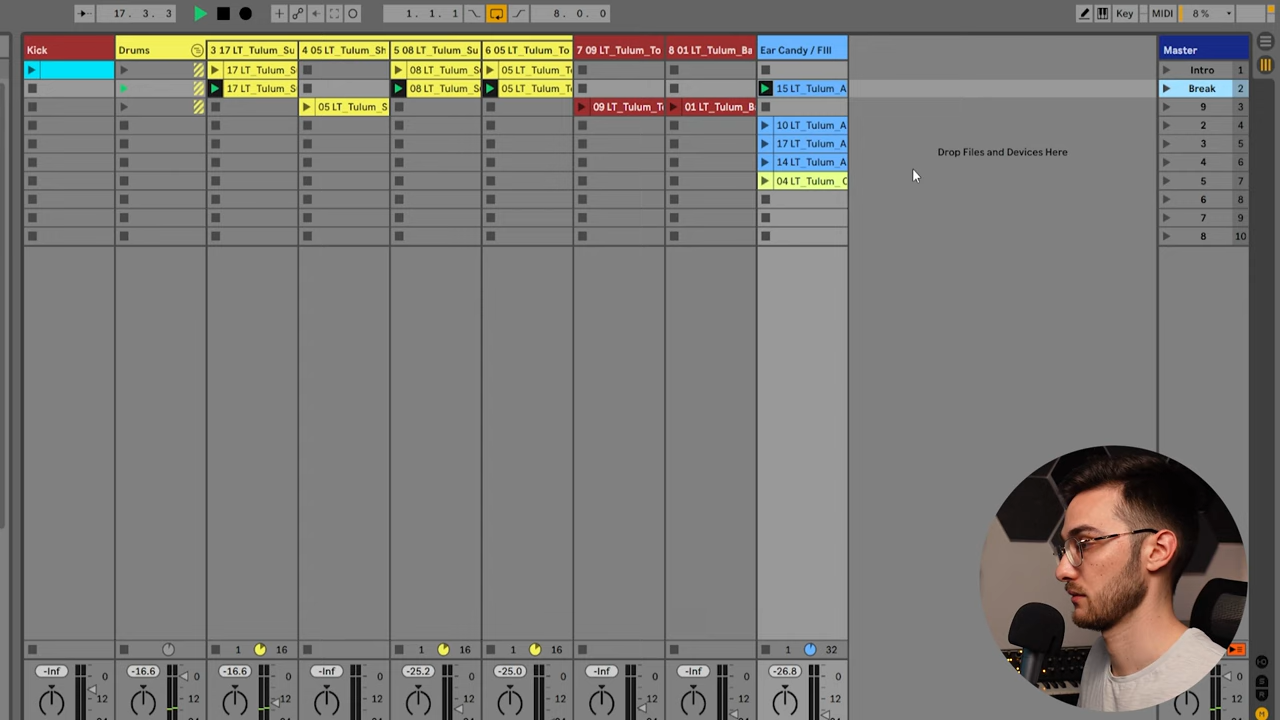 17. 3. 3
1. 1. 1
8. 0. 0
Key MIDI 8 %
Kick Drums 3 17 LT_Tulum_Su 4 05 LT_Tulum_Sh 5 08 LT_Tulum_Su 6 05 LT_Tulum_To 7 09 LT_Tulum_To 8 01 LT_Tulum_Ba Ear Candy / FIll Master
17 LT_Tulum_S 08 LT_Tulum_S 05 LT_Tulum_T Intro 1
17 LT_Tulum_S 08 LT_Tulum_S 05 LT_Tulum_T 15 LT_Tulum_A Break 2
05 LT_Tulum_S 09 LT_Tulum_T 01 LT_Tulum_B 9 3
10 LT_Tulum_A 2 4
17 LT_Tulum_A 3 5
Drop Files and Devices Here
14 LT_Tulum_A 4 6
04 LT_Tulum_ C 5 7
6 8
7 9
8 10
1 16 1 16 16 1 32
-Inf -16.6 -16.6 -Inf -25.2 -25.0 -Inf -Inf -26.8
0 0 0 0 0 0 0 0 0 0
12 12 12 12 12 12 12 12 12 12